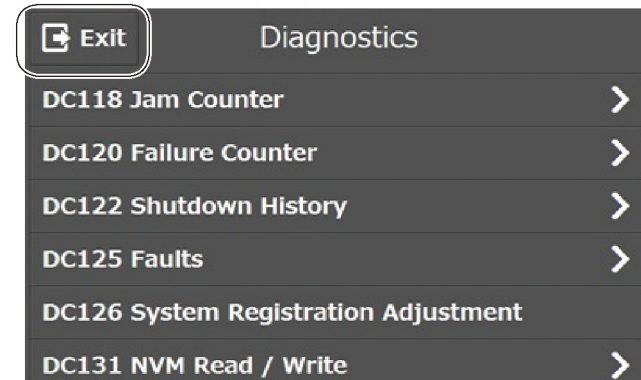 Exit Diagnostics
DC118 Jam Counter
DC120 Failure Counter
DC122 Shutdown History
DC125 Faults
DC126 System Registration Adjustment
DC131 NVM Read / Write